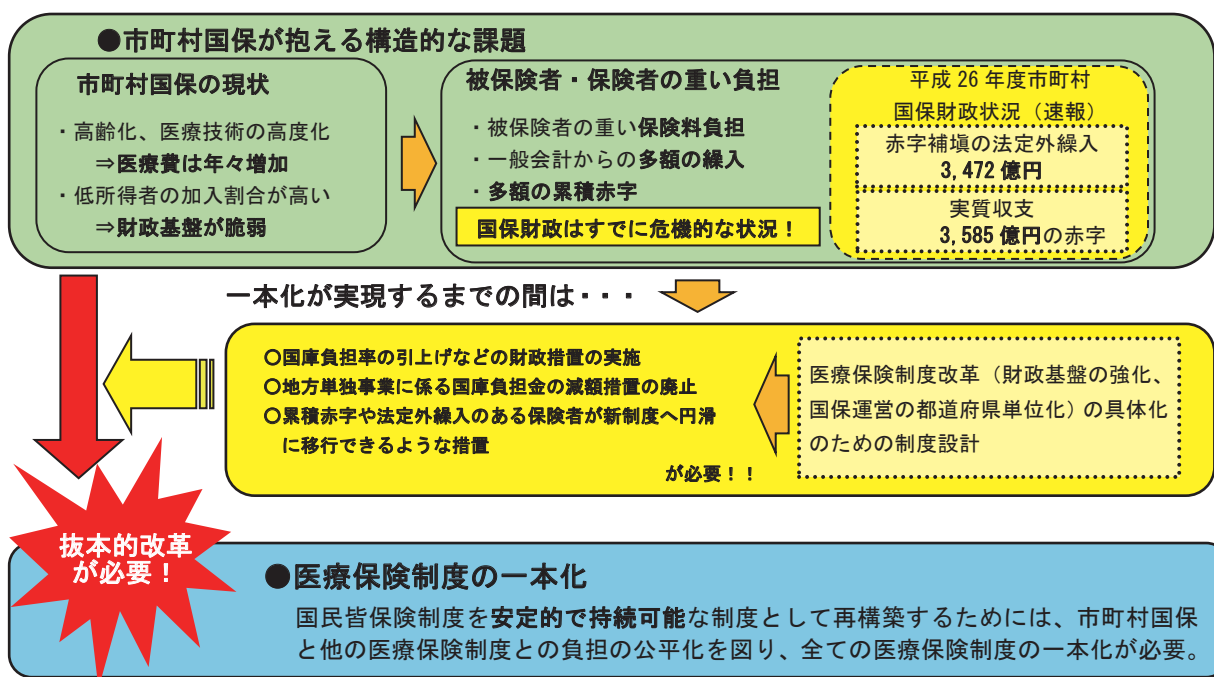 ●市町村国保が抱える構造的な課題
市町村国保の現状
・高齢化、医療技術の高度化
⇒医療費は年々増加
・低所得者の加入割合が高い
⇒財政基盤が脆弱
被保険者・保険者の重い負担
・被保険者の重い保険料負担
・一般会計からの多額の繰入
・多額の累積赤字
国保財政はすでに危機的な状況！
平成 26 年度市町村
国保財政状況（速報）
赤字補塡の法定外繰入
3,472 億円
実質収支
3,585 億円の赤字
一本化が実現するまでの間は・・・
○国庫負担率の引上げなどの財政措置の実施
○地方単独事業に係る国庫負担金の減額措置の廃止
○累積赤字や法定外繰入のある保険者が新制度へ円滑
に移行できるような措置
が必要！！
医療保険制度改革（財政基盤の強化、
国保運営の都道府県単位化）の具体化
のための制度設計
抜本的改革
が必要！
●医療保険制度の一本化
国民皆保険制度を安定的で持続可能な制度として再構築するためには、市町村国保
と他の医療保険制度との負担の公平化を図り、全ての医療保険制度の一本化が必要。